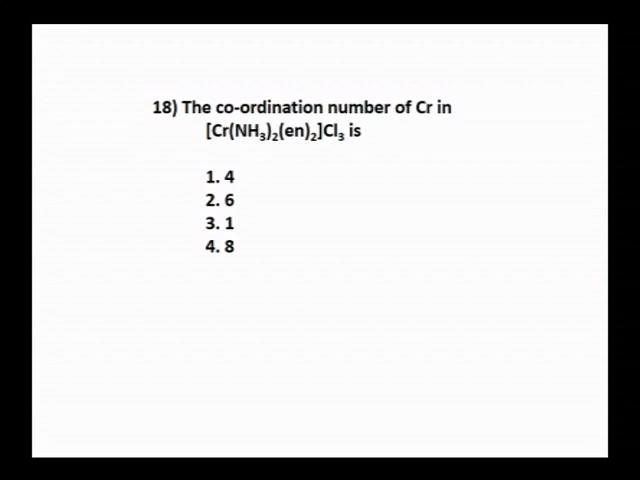 18) The co-ordination number of Cr in
[Cr(NH₃)₂(en)₂]Cl₃ is
1. 4
2. 6
3. 1
4. 8